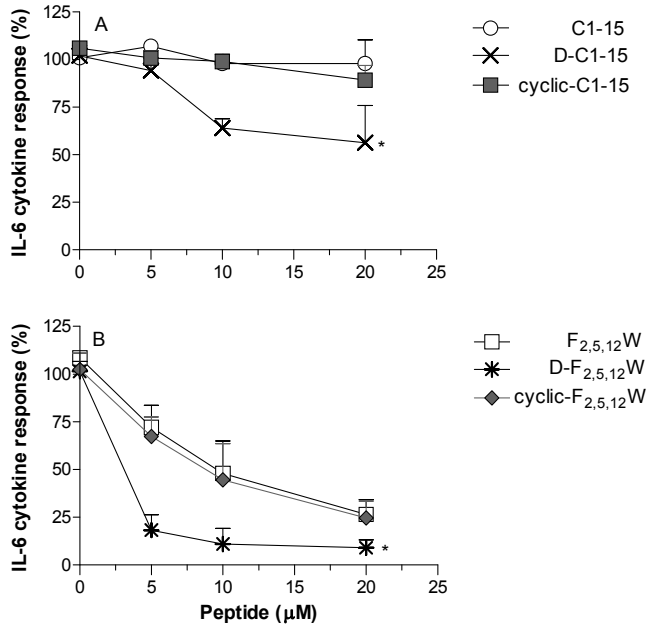 A
C1-15
D-C1-15
cyclic-C1-15
IL-6 cytokine response (%)
125
100
75
50
25
0
*
0 5 10 15 20 25
B
F2,5,12W
D-F2,5,12W
cyclic-F2,5,12W
IL-6 cytokine response (%)
125
100
75
50
25
0
*
0 5 10 15 20 25
Peptide (μM)